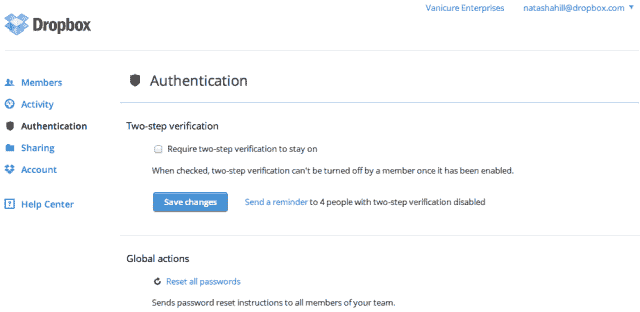 Vanicure Enterprises natashahill@dropbox.com
Dropbox
Members
Activity
Authentication
Sharing
Account
? Help Center
Authentication
Two-step verification
Require two-step verification to stay on
When checked, two-step verification can't be turned off by a member once it has been enabled.
Save changes Send a reminder to 4 people with two-step verification disabled
Global actions
Reset all passwords
Sends password reset instructions to all members of your team.